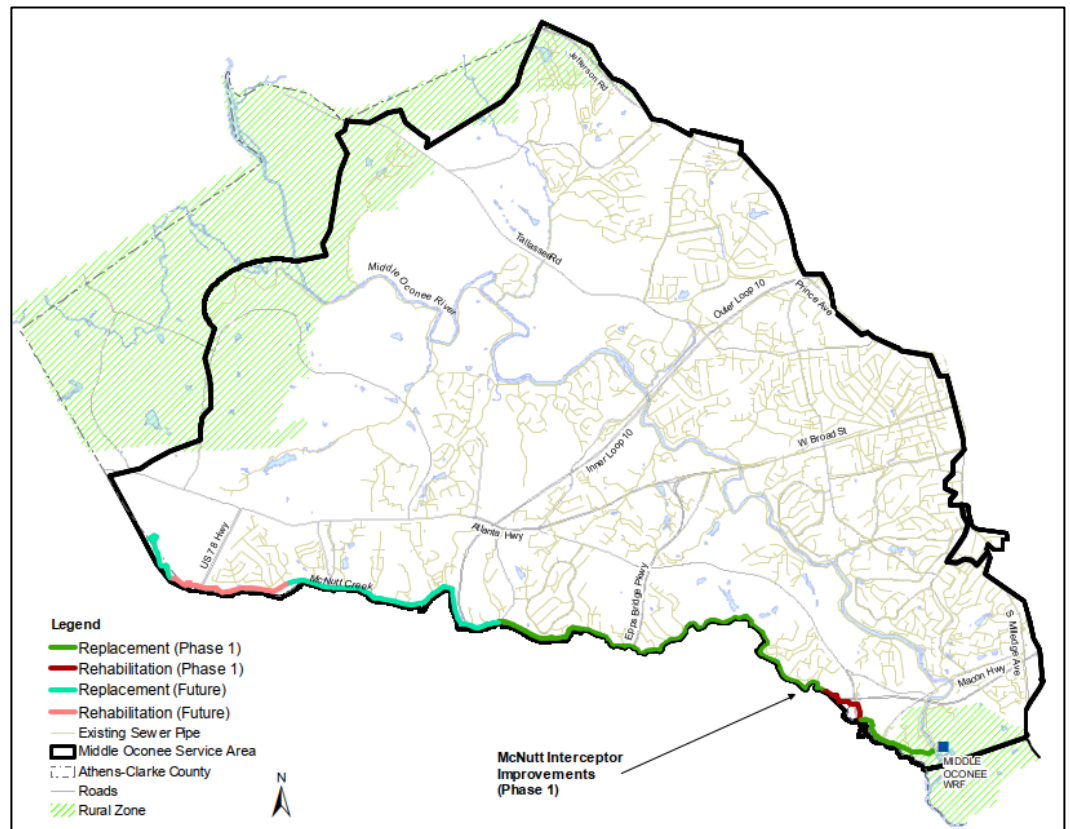 Jefferson Rd
Tallassee Rd
Middle Oconee River
Outer Loop 10
Prince Ave
W Broad St
Inner Loop 10
Atlanta Hwy
US 78 Hwy
McNutt Creek
Epps Bridge Pkwy
S Milledge Ave
Macon Hwy
MIDDLE
OCONEE
WRF
McNutt Interceptor
Improvements
(Phase 1)
Legend
Replacement (Phase 1)
Rehabilitation (Phase 1)
Replacement (Future)
Rehabilitation (Future)
Existing Sewer Pipe
Middle Oconee Service Area
Athens-Clarke County
Roads
Rural Zone
N